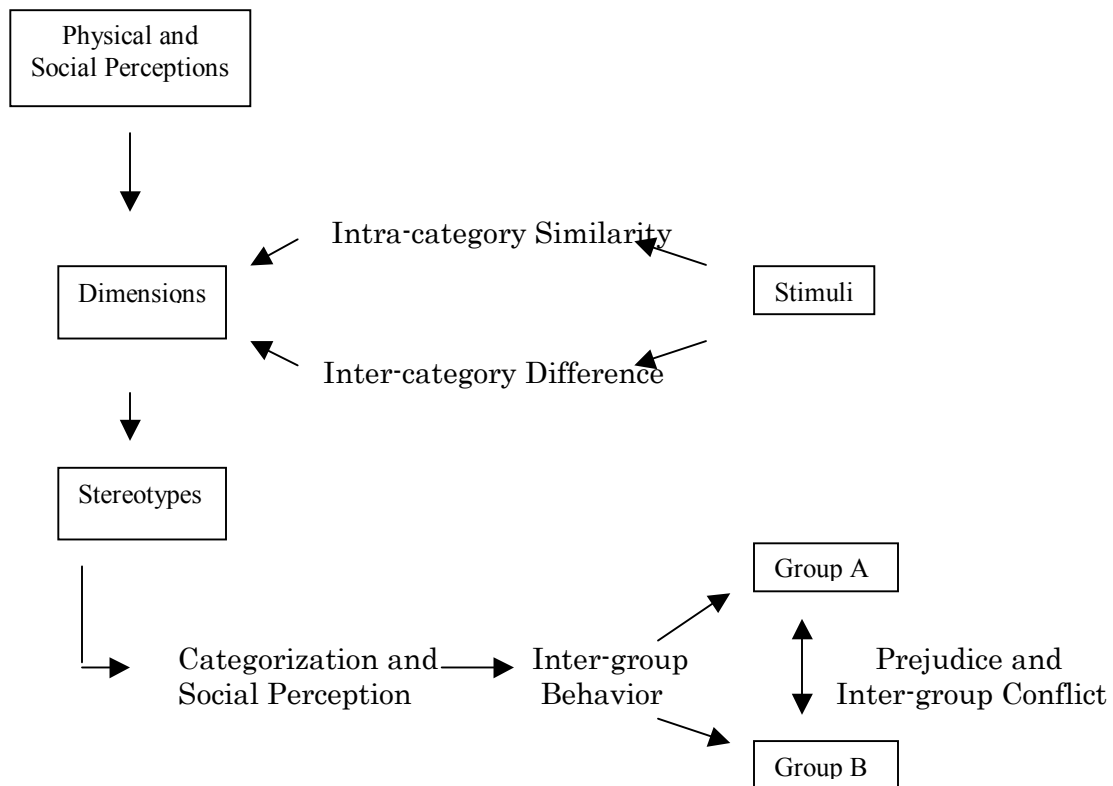 Physical and
Social Perceptions
Intra-category Similarity
Dimensions
Stimuli
Inter-category Difference
Stereotypes
Group A
Categorization and
Social Perception
Inter-group
Behavior
Prejudice and
Inter-group Conflict
Group B